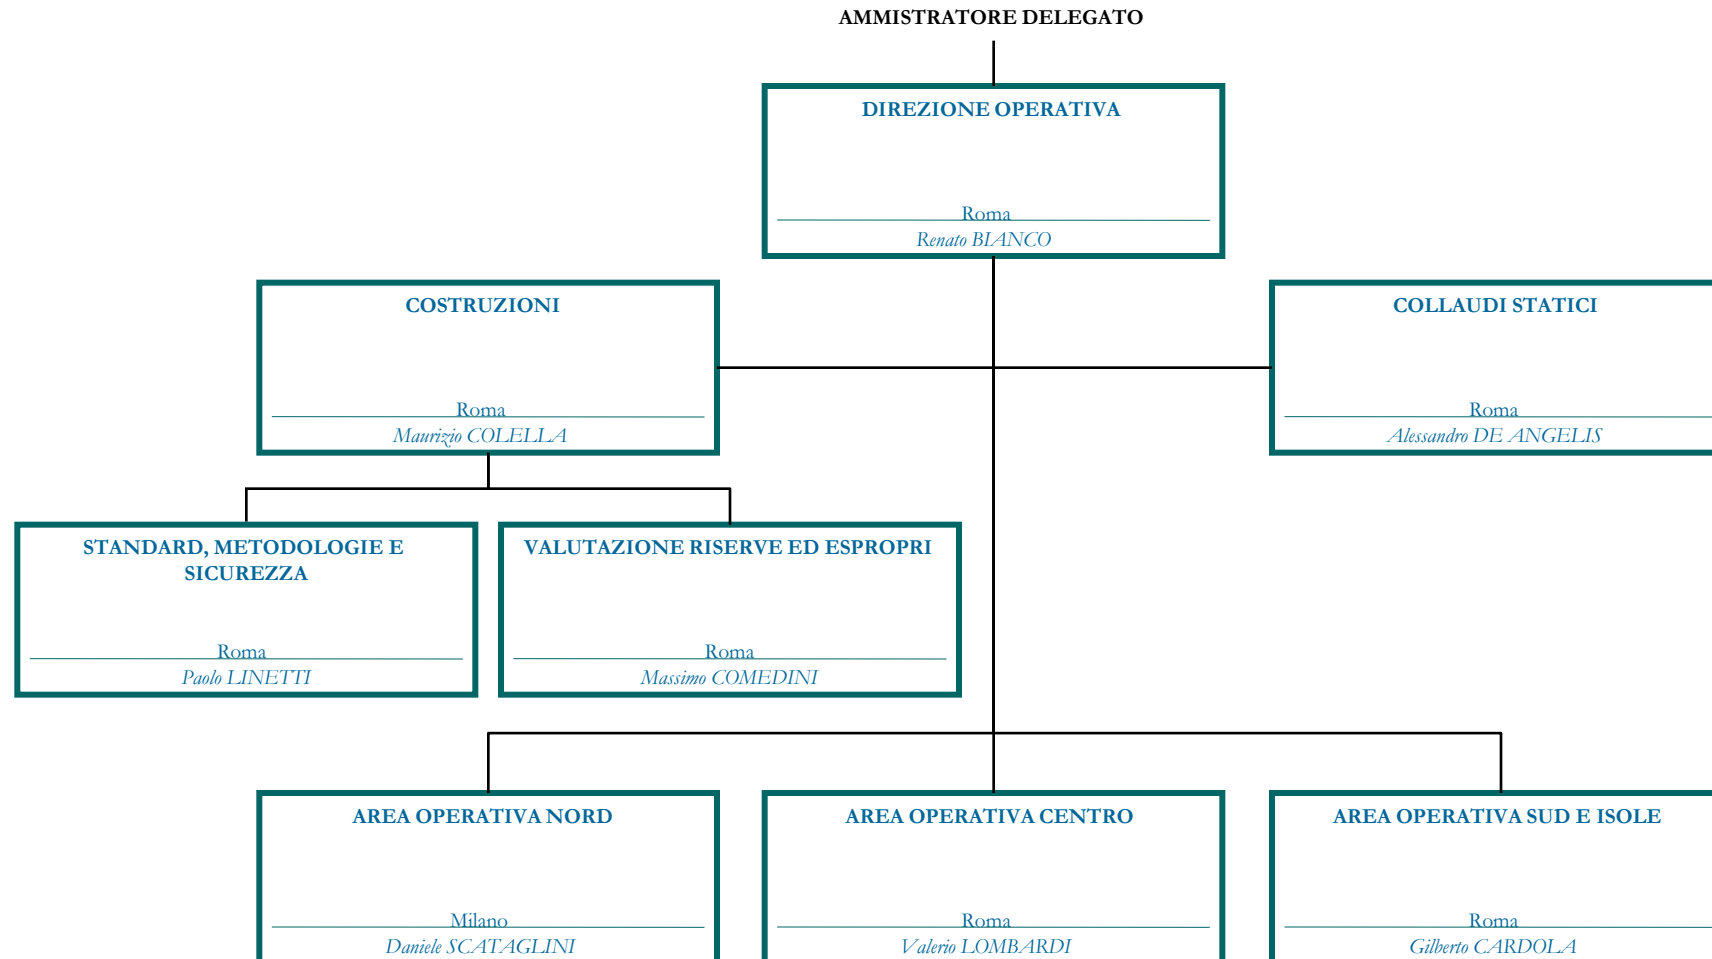 AMMISTRATORE DELEGATO
DIREZIONE OPERATIVA
Roma
Renato BIANCO
COSTRUZIONI
Roma
Maurizio COLELLA
COLLAUDI STATICI
Roma
Alessandro DE ANGELIS
STANDARD, METODOLOGIE E
SICUREZZA
Roma
Paolo LINETTI
VALUTAZIONE RISERVE ED ESPROPRI
Roma
Massimo COMEDINI
AREA OPERATIVA NORD
Milano
Daniele SCATAGLINI
AREA OPERATIVA CENTRO
Roma
Valerio LOMBARDI
AREA OPERATIVA SUD E ISOLE
Roma
Gilberto CARDOLA